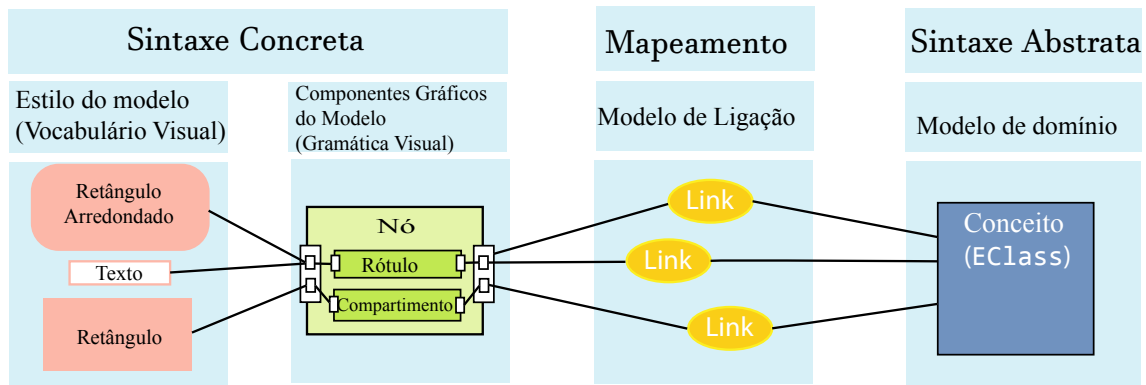 Sintaxe Concreta
Mapeamento
Sintaxe Abstrata
Estilo do modelo
(Vocabulário Visual)
Componentes Gráficos
do Modelo
(Gramática Visual)
Modelo de Ligação
Modelo de domínio
Retângulo
Arredondado
Texto
Retângulo
Nó
Rótulo
Compartimento
Link
Link
Link
Conceito
(EClass)